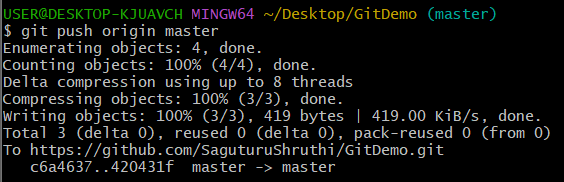 USER@DESKTOP-KJUAVCH MINGW64 ~/Desktop/GitDemo (master)
$ git push origin master
Enumerating objects: 4, done.
Counting objects: 100% (4/4), done.
Delta compression using up to 8 threads
Compressing objects: 100% (3/3), done.
Writing objects: 100% (3/3), 419 bytes | 419.00 KiB/s, done.
Total 3 (delta 0), reused 0 (delta 0), pack-reused 0 (from 0)
To https://github.com/SaguturuShruthi/GitDemo.git
   c6a4637..420431f  master -> master